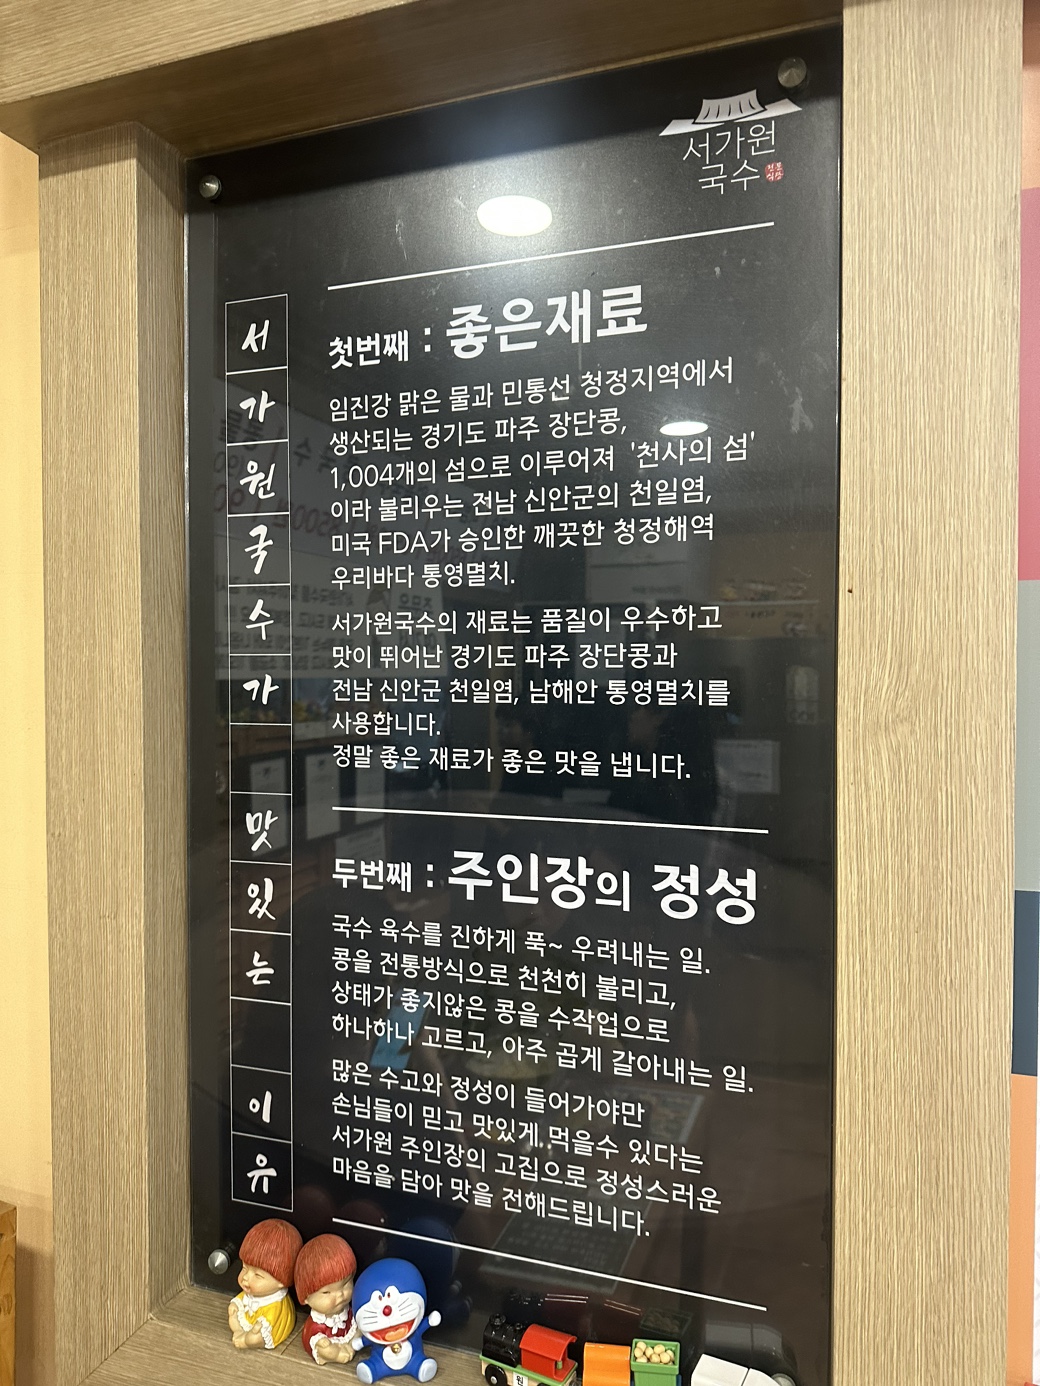 서가원
국수
전문
식당
서가원국수가 맛있는 이유
첫번째 : 좋은재료
임진강 맑은 물과 민통선 청정지역에서
생산되는 경기도 파주 장단콩,
1,004개의 섬으로 이루어져 '천사의 섬'
이라 불리우는 전남 신안군의 천일염,
미국 FDA가 승인한 깨끗한 청정해역
우리바다 통영멸치.
서가원국수의 재료는 품질이 우수하고
맛이 뛰어난 경기도 파주 장단콩과
전남 신안군 천일염, 남해안 통영멸치를
사용합니다.
정말 좋은 재료가 좋은 맛을 냅니다.
두번째 : 주인장의 정성
국수 육수를 진하게 푹~ 우려내는 일.
콩을 전통방식으로 천천히 불리고,
상태가 좋지않은 콩을 수작업으로
하나하나 고르고, 아주 곱게 갈아내는 일.
많은 수고와 정성이 들어가야만
손님들이 믿고 맛있게..먹을수 있다는
서가원 주인장의 고집으로 정성스러운
마음을 담아 맛을 전해드립니다.
원